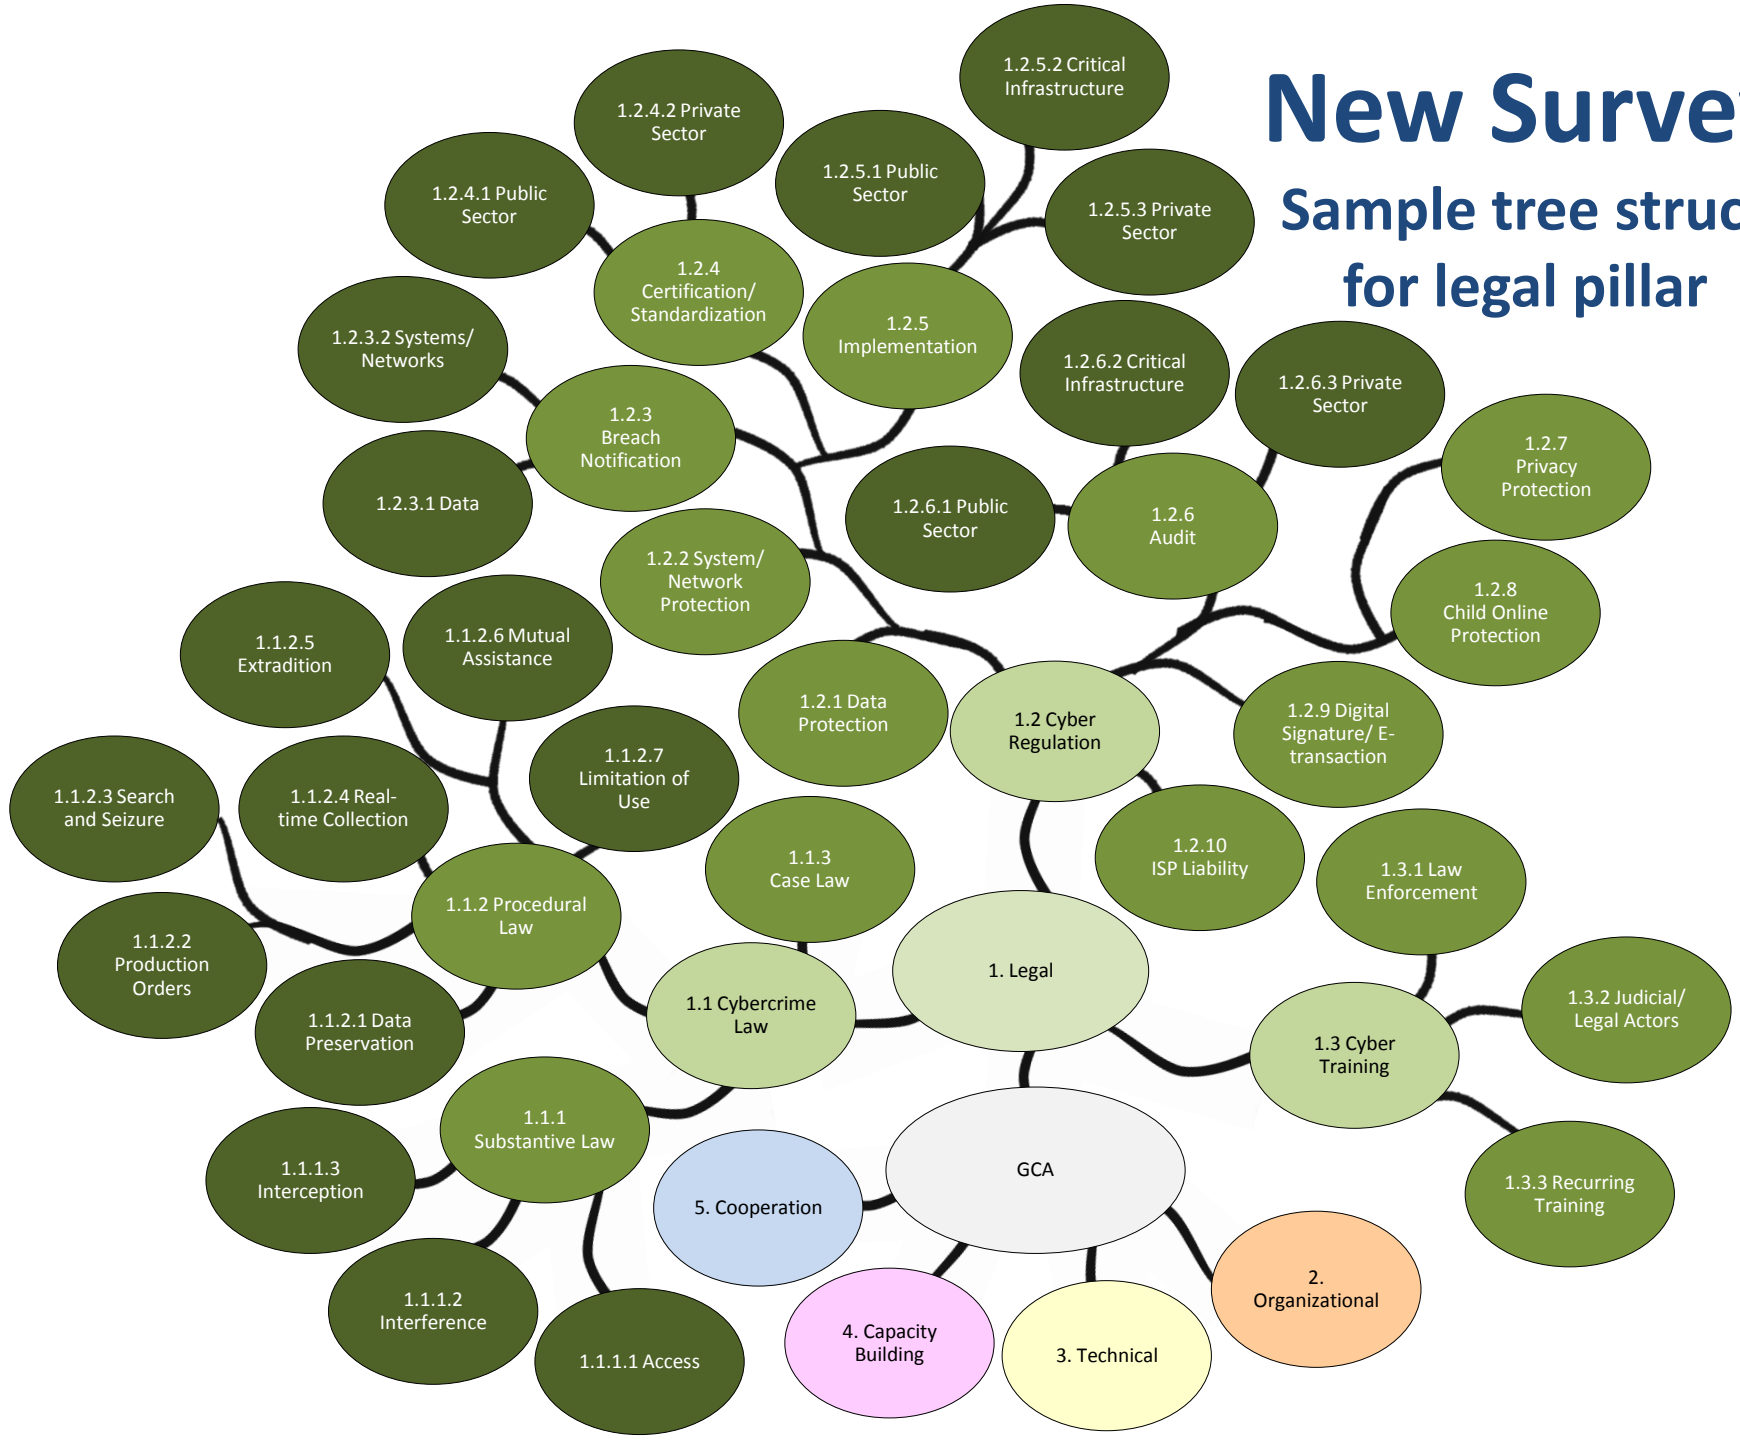 New Surve
Sample tree struc
for legal pillar
1.2.5.2 Critical
Infrastructure
1.2.4.2 Private
Sector
1.2.5.1 Public
Sector
1.2.4.1 Public
Sector
1.2.5.3 Private
Sector
1.2.4
Certification/
Standardization
1.2.5
Implementation
1.2.3.2 Systems/
Networks
1.2.6.2 Critical
Infrastructure
1.2.6.3 Private
Sector
1.2.3
Breach
Notification
1.2.7
Privacy
Protection
1.2.3.1 Data
1.2.6.1 Public
Sector
1.2.6
Audit
1.2.2 System/
Network
Protection
1.2.8
Child Online
Protection
1.1.2.5
Extradition
1.1.2.6 Mutual
Assistance
1.2.1 Data
Protection
1.2 Cyber
Regulation
1.2.9 Digital
Signature/ E-
transaction
1.1.2.7
Limitation of
Use
1.1.2.3 Search
and Seizure
1.1.2.4 Real-
time Collection
1.1.3
Case Law
1.2.10
ISP Liability
1.3.1 Law
Enforcement
1.1.2 Procedural
Law
1.1.2.2
Production
Orders
1. Legal
1.1 Cybercrime
Law
1.3.2 Judicial/
Legal Actors
1.1.2.1 Data
Preservation
1.3 Cyber
Training
1.1.1
Substantive Law
1.1.1.3
Interception
GCA
5. Cooperation
1.3.3 Recurring
Training
1.1.1.2
Interference
2.
Organizational
1.1.1.1 Access
4. Capacity
Building
3. Technical